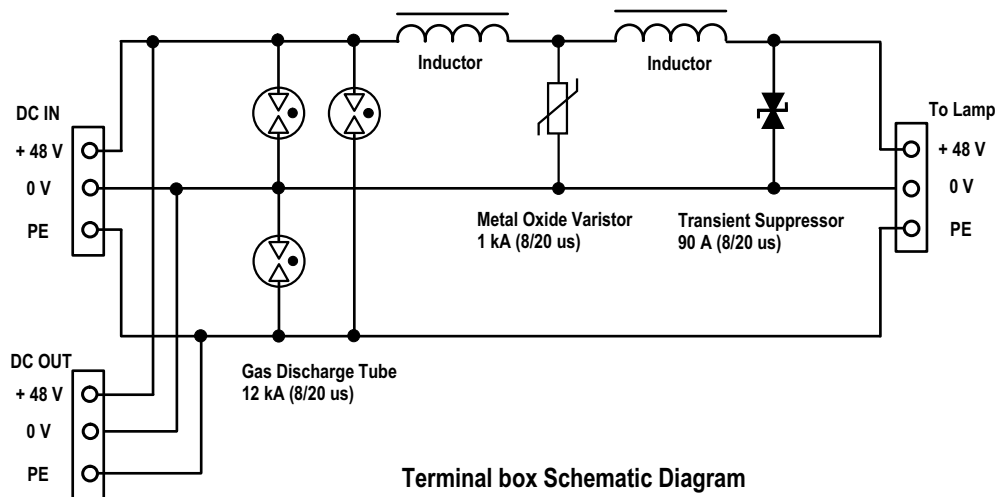 Inductor
Inductor
DC IN
+ 48 V
0 V
PE
To Lamp
+ 48 V
0 V
PE
Metal Oxide Varistor
1 kA (8/20 us)
Transient Suppressor
90 A (8/20 us)
Gas Discharge Tube
12 kA (8/20 us)
DC OUT
+ 48 V
0 V
PE
Terminal box Schematic Diagram